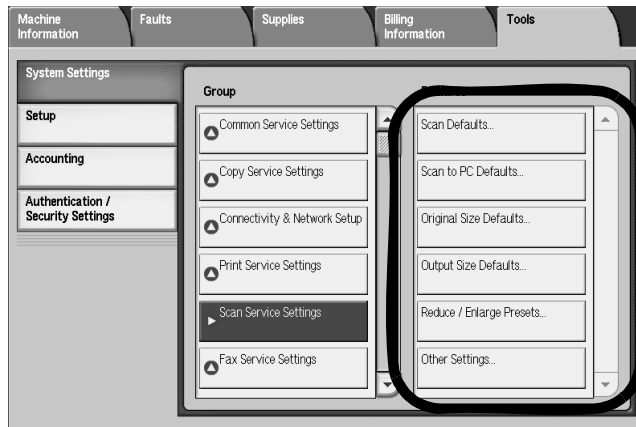 Machine
Information
Faults
Supplies
Billing
Information
Tools
System Settings
Setup
Accounting
Authentication /
Security Settings
Group
Common Service Settings
Copy Service Settings
Connectivity & Network Setup
Print Service Settings
Scan Service Settings
Fax Service Settings
Scan Defaults...
Scan to PC Defaults...
Original Size Defaults...
Output Size Defaults...
Reduce / Enlarge Presets...
Other Settings...